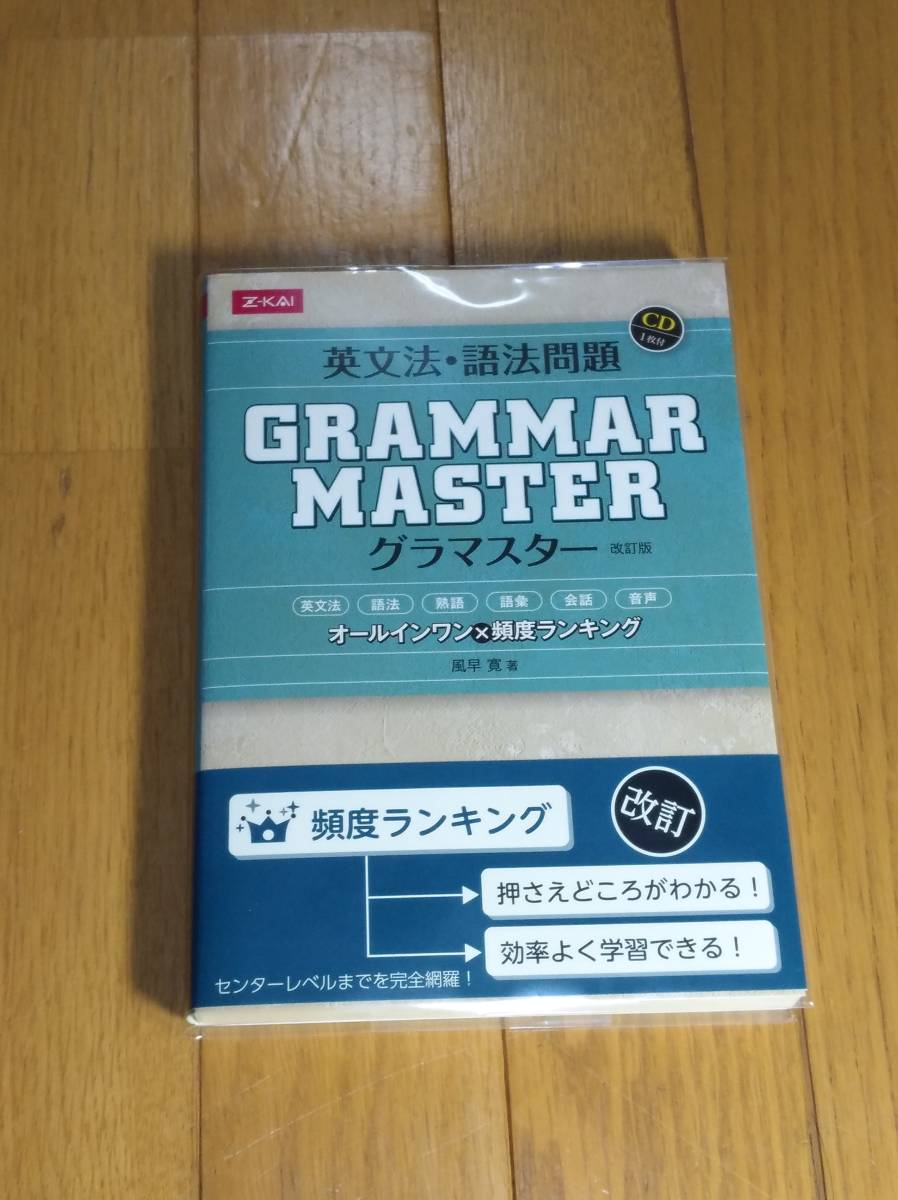 Z-KAI
CD
1枚付
英文法・語法問題
GRAMMAR
MASTER
グラマスター 改訂版
英文法 語法 熟語 語彙 会話 音声
オールインワン×頻度ランキング
風早 寛 著
頻度ランキング
改訂
押さえどころがわかる!
効率よく学習できる!
センターレベルまでを完全網羅!